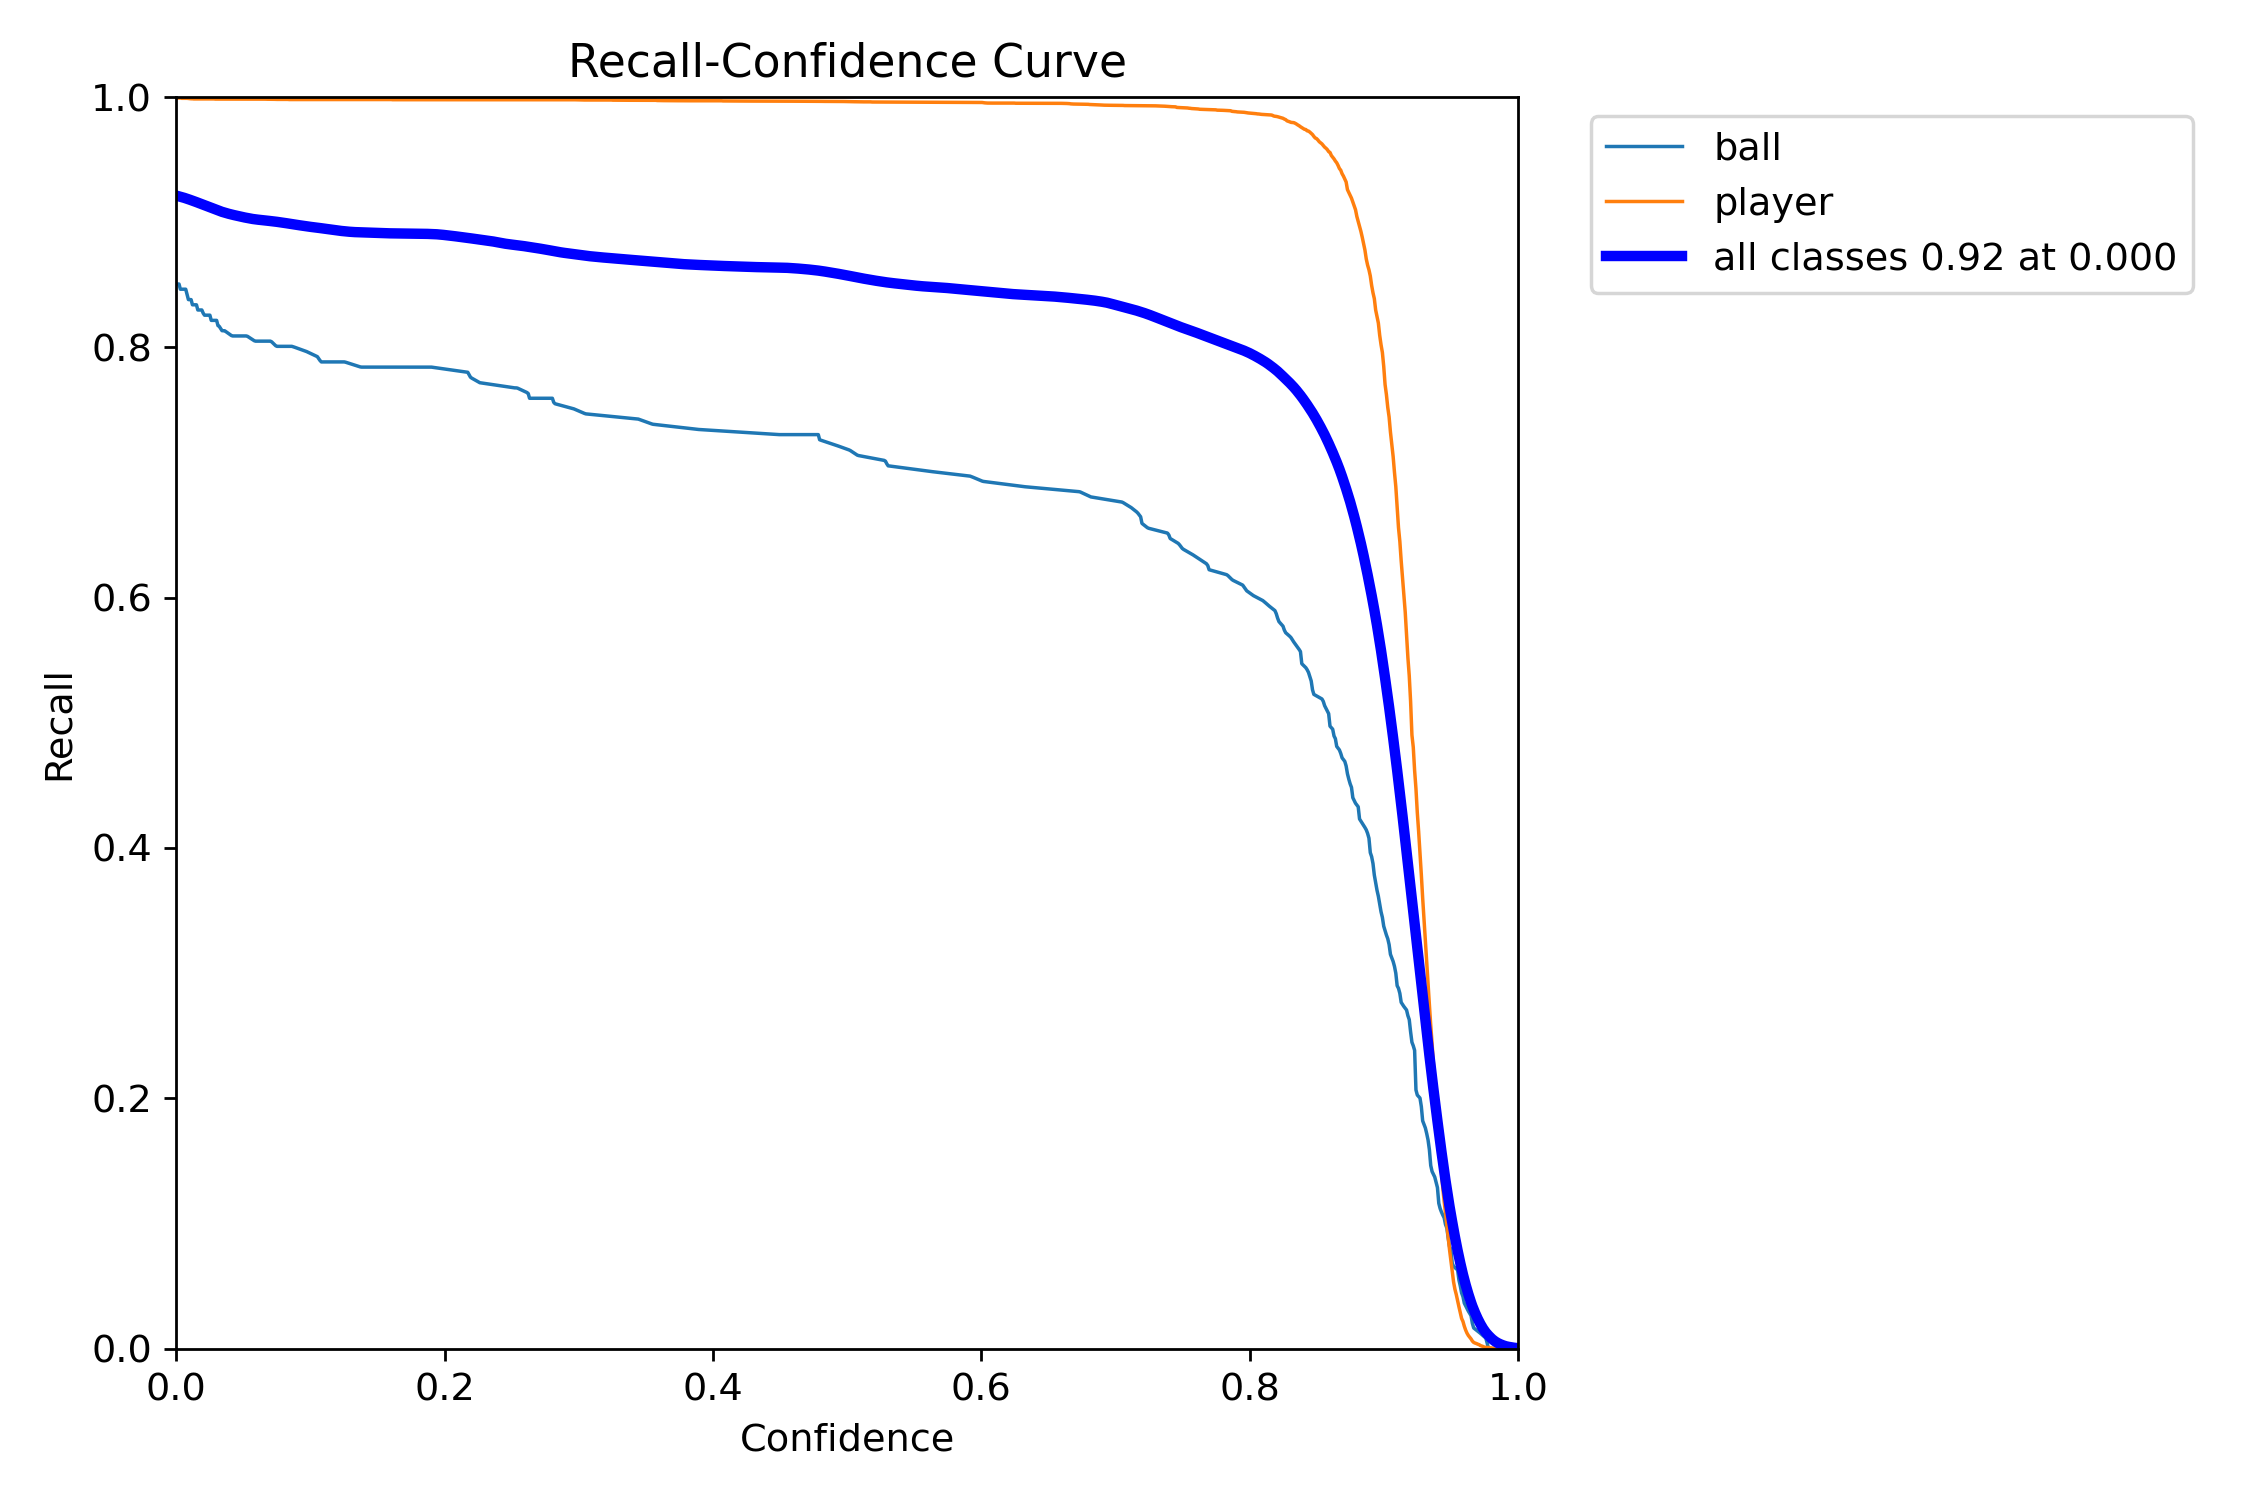 Recall-Confidence Curve
1.0
0.8
0.6
0.4
0.2
0.0
Recall
0.0 0.2 0.4 0.6 0.8 1.0
Confidence
ball
player
all classes 0.92 at 0.000